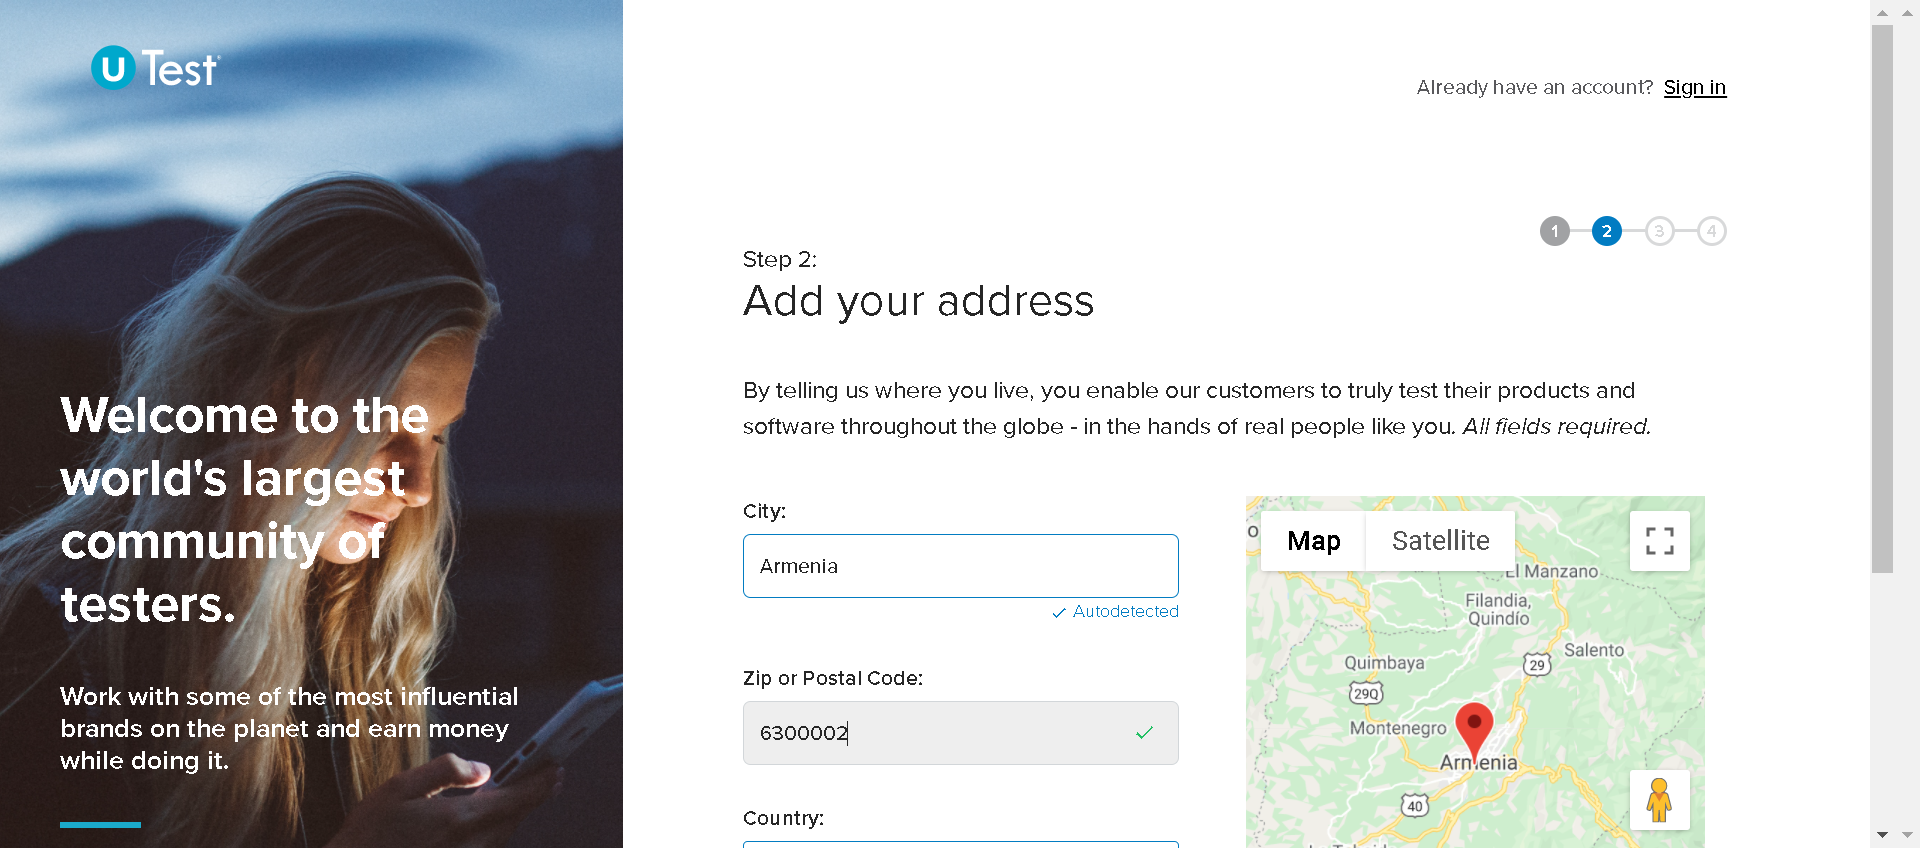 uTest
Already have an account? Sign in
1 2 3 4
Step 2:
Add your address
By telling us where you live, you enable our customers to truly test their products and
software throughout the globe - in the hands of real people like you. All fields required.
Welcome to the
world's largest
community of
testers.
Work with some of the most influential
brands on the planet and earn money
while doing it.
City:
Armenia
Autodetected
Zip or Postal Code:
6300002
Country:
Map Satellite
El Manzano
Filandia,
Quindío
Salento
29
Quimbaya
29Q
Montenegro
Armenia
40